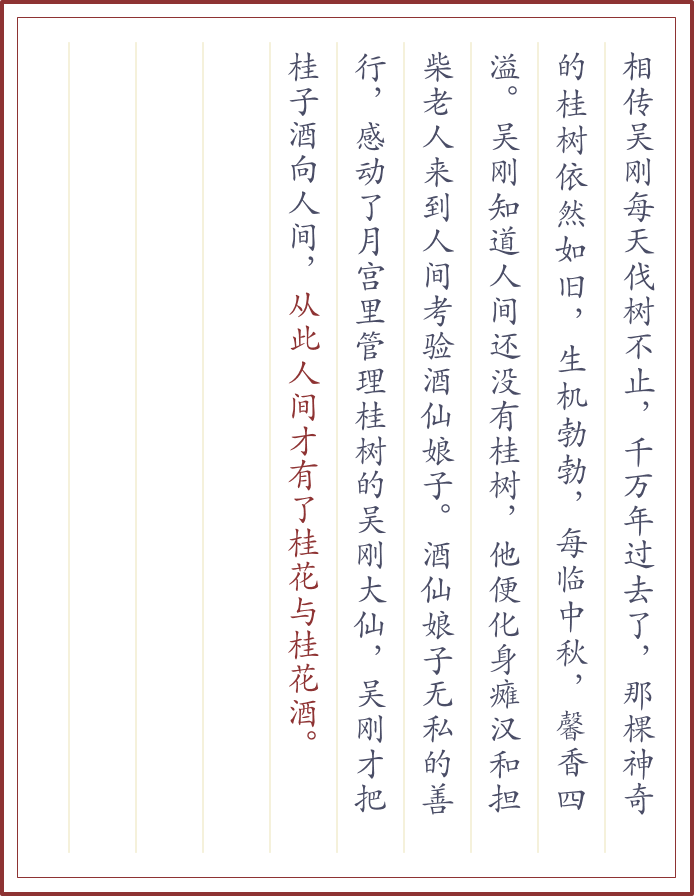 相传吴刚每天伐树不止，千万年过去了，那棵神奇
的桂树依然如旧，生机勃勃，每临中秋，馨香四
溢。吴刚知道人间还没有桂树，他便化身瘫汉和担
柴老人来到人间考验酒仙娘子。酒仙娘子无私的善
行，感动了月宫里管理桂树的吴刚大仙，吴刚才把
桂子酒向人间，从此人间才有了桂花与桂花酒。